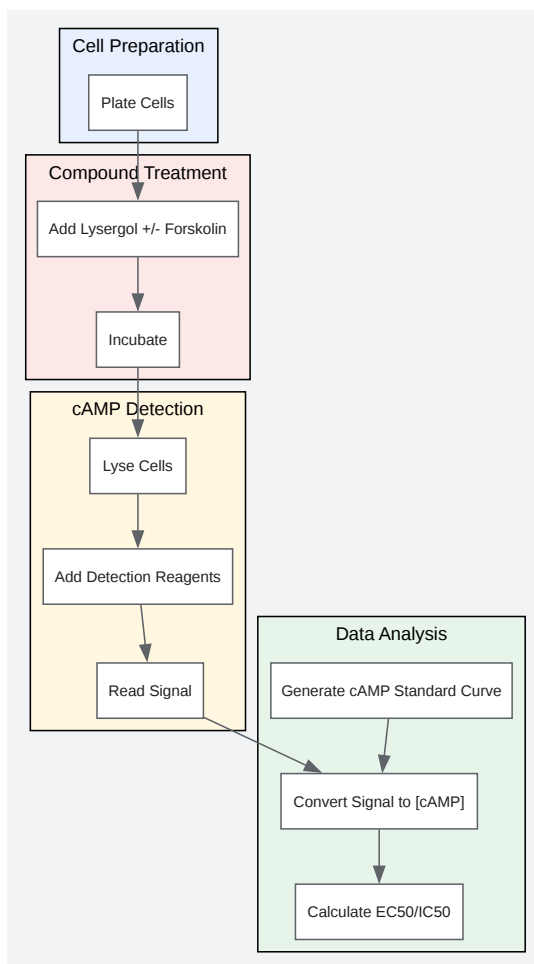 Cell Preparation
Plate Cells
Compound Treatment
Add Lysergol +/- Forskolin
Incubate
cAMP Detection
Lyse Cells
Add Detection Reagents
Read Signal
Data Analysis
Generate cAMP Standard Curve
Convert Signal to [cAMP]
Calculate EC50/IC50